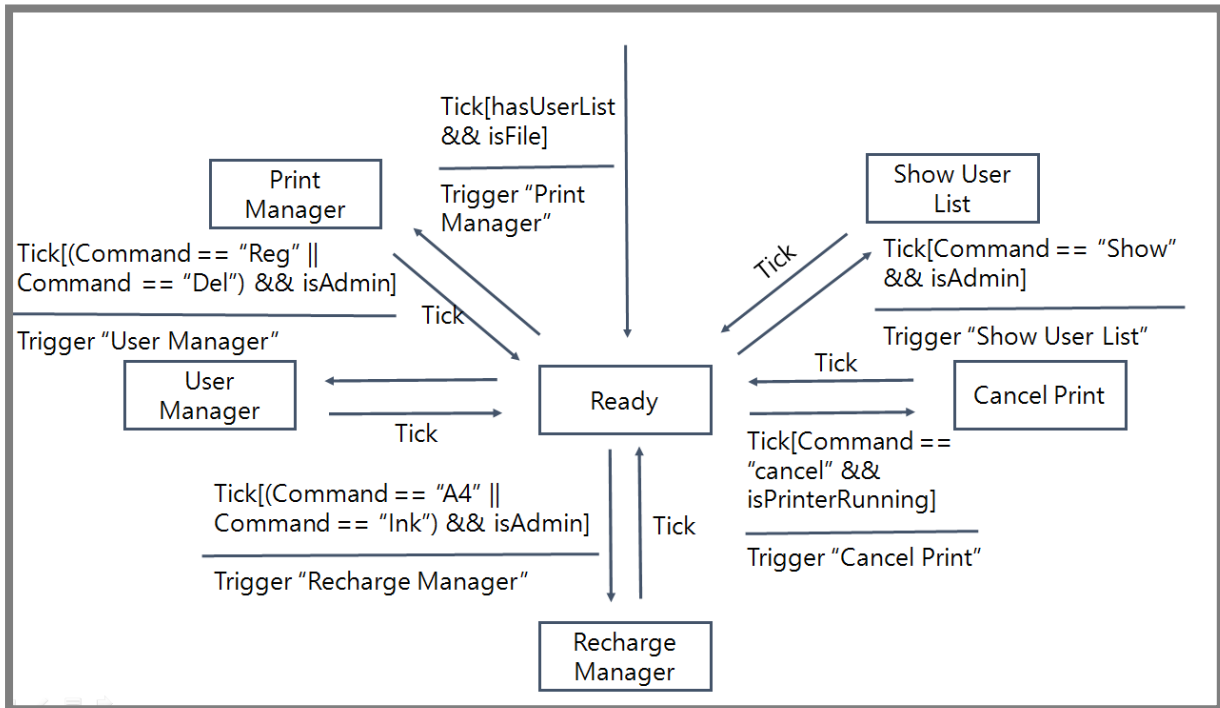 Tick[hasUserList
&& isFile]
Trigger “Print
Manager”
Print
Manager
Show User
List
Tick[(Command == “Reg” ||
Command == “Del”) && isAdmin]
Trigger “User Manager”
Tick
Tick
Tick[Command == “Show”
&& isAdmin]
Trigger “Show User List”
User
Manager
Tick
Ready
Tick
Cancel Print
Tick[Command ==
“cancel” &&
isPrinterRunning]
Trigger “Cancel Print”
Tick[(Command == “A4” ||
Command == “Ink”) && isAdmin]
Trigger “Recharge Manager”
Tick
Recharge
Manager